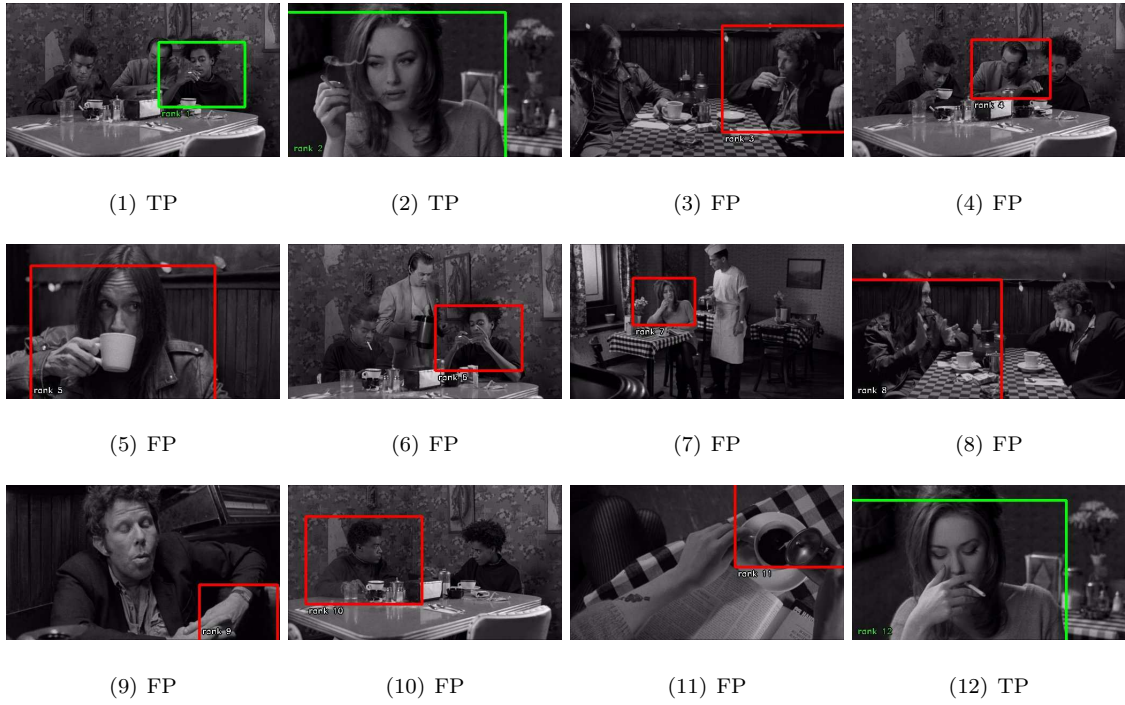 rank 1
rank 2
rank 3
rank 4
(1) TP
(2) TP
(3) FP
(4) FP
rank 5
rank 6
rank 7
rank 8
(5) FP
(6) FP
(7) FP
(8) FP
rank 9
rank 10
rank 11
rank 12
(9) FP
(10) FP
(11) FP
(12) TP